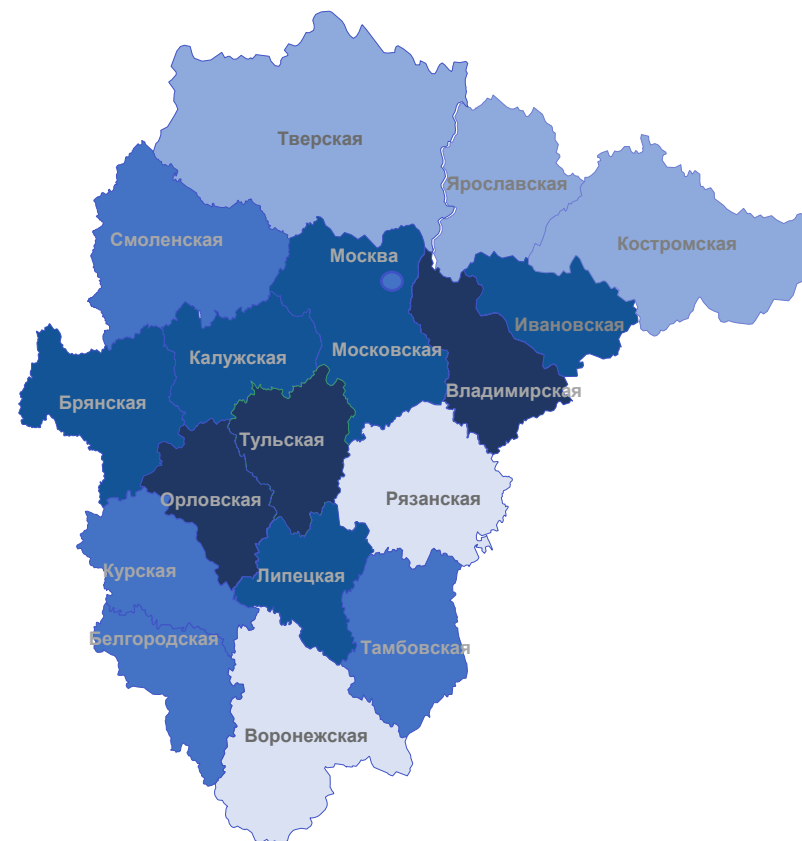 Тверская
Ярославская
Смоленская
Костромская
Москва
Ивановская
Московская
Калужская
Владимирская
Брянская
Тульская
Орловская
Рязанская
Курская
Липецкая
Белгородская
Тамбовская
Воронежская